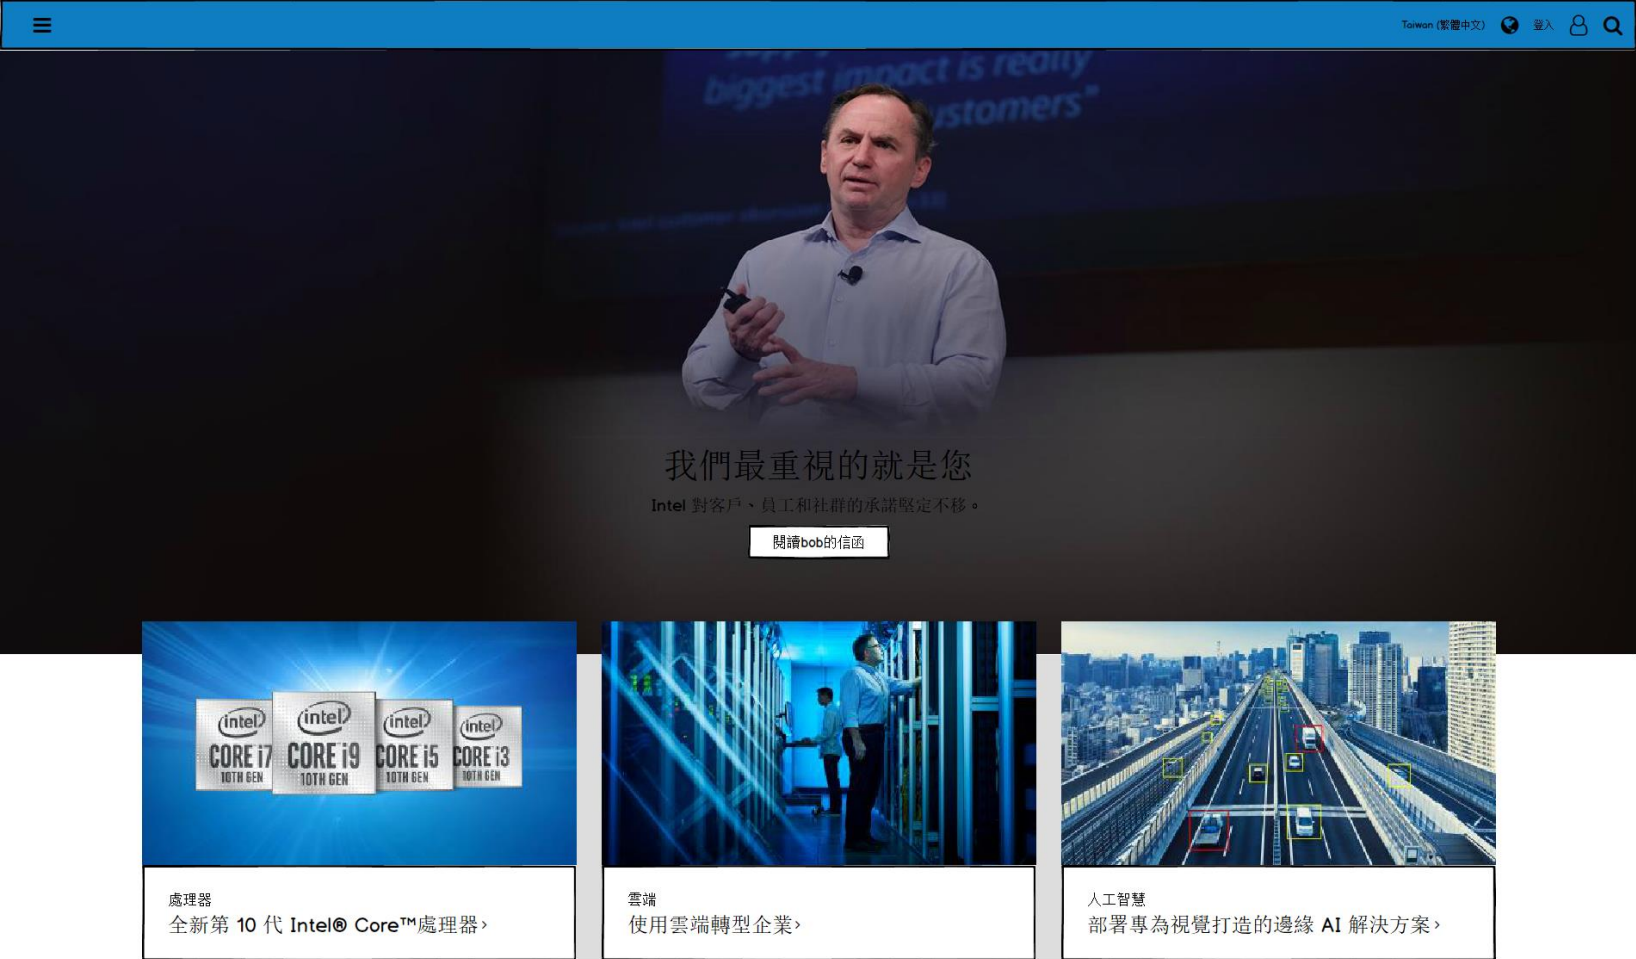 Taiwan (繁體中文)
登入
biggest impact is really
customers"
我們最重視的就是您
Intel 對客戶、員工和社群的承諾堅定不移。
閱讀bob的信函
intel
CORE i7
10TH GEN
intel
CORE i9
10TH GEN
intel
CORE i5
10TH GEN
intel
CORE i3
10TH GEN
處理器
全新第 10 代 Intel® Core™處理器›
雲端
使用雲端轉型企業›
人工智慧
部署專為視覺打造的邊緣 AI 解決方案›